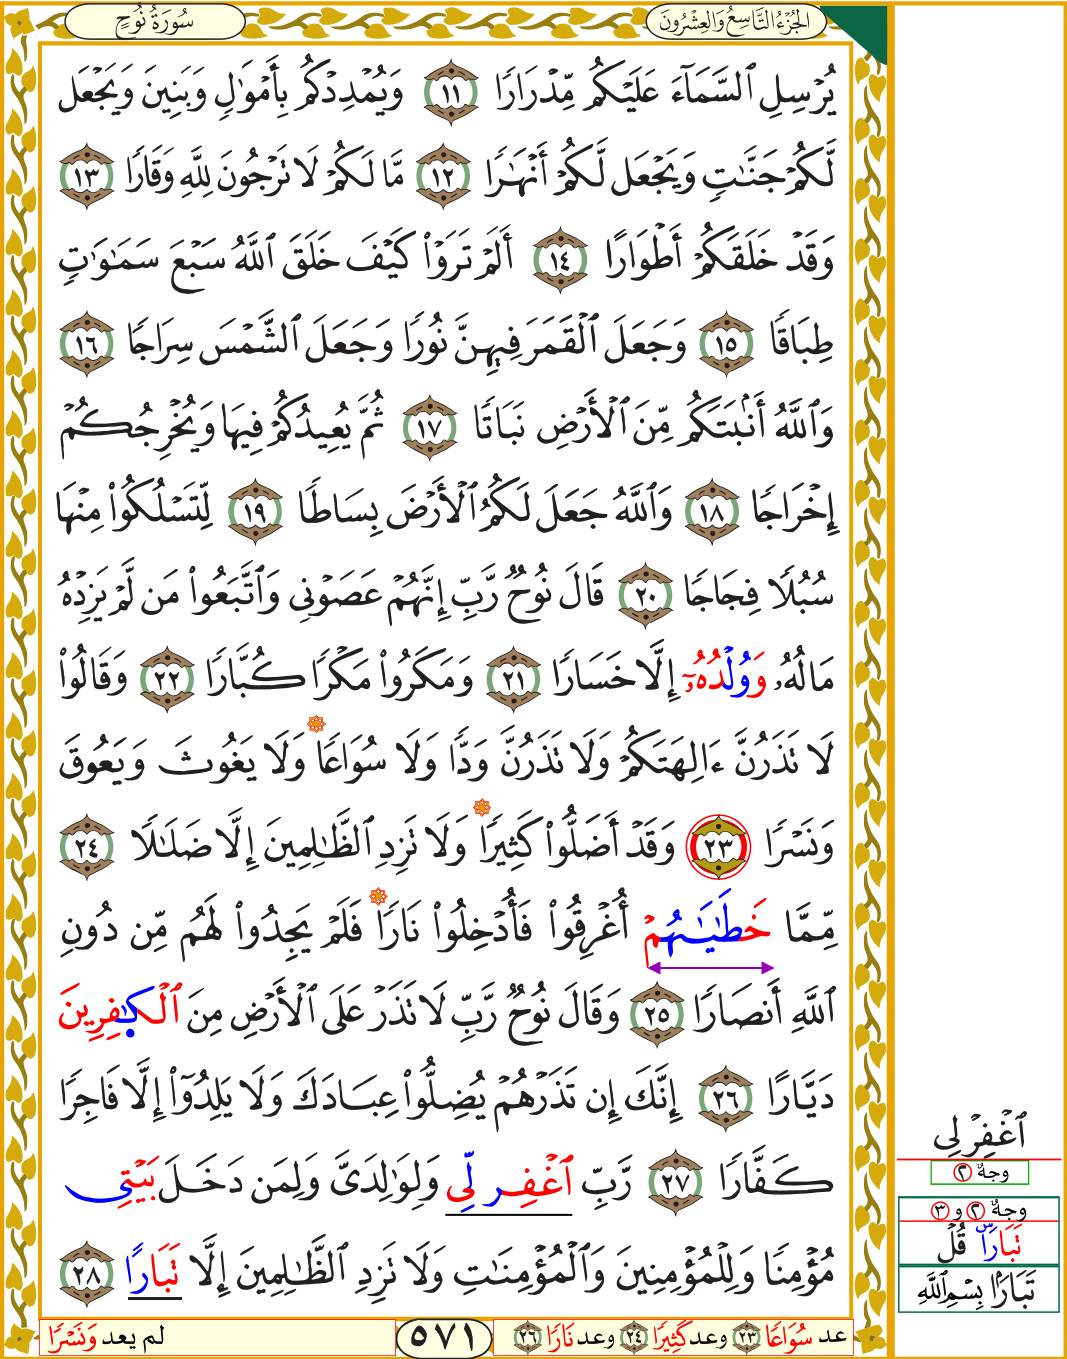 الجُزْءُ التَّاسِعُ وَالعِشْرُونَ
سُورَةُ نُوحٍ
يُرْسِلِ ٱلسَّمَآءَ عَلَيْكُم مِّدْرَارًا ١١ وَيُمْدِدْكُم بِأَمْوَٰلٍ وَبَنِينَ وَيَجْعَل
لَّكُمْ جَنَّٰتٍ وَيَجْعَل لَّكُمْ أَنْهَٰرًا ١٢ مَّا لَكُمْ لَا تَرْجُونَ لِلَّهِ وَقَارًا ١٣
وَقَدْ خَلَقَكُمْ أَطْوَارًا ١٤ أَلَمْ تَرَوْا۟ كَيْفَ خَلَقَ ٱللَّهُ سَبْعَ سَمَٰوَٰتٍ
طِبَاقًا ١٥ وَجَعَلَ ٱلْقَمَرَ فِيهِنَّ نُورًا وَجَعَلَ ٱلشَّمْسَ سِرَاجًا ١٦
وَٱللَّهُ أَنۢبَتَكُم مِّنَ ٱلْأَرْضِ نَبَاتًا ١٧ ثُمَّ يُعِيدُكُمْ فِيهَا وَيُخْرِجُكُمْ
إِخْرَاجًا ١٨ وَٱللَّهُ جَعَلَ لَكُمُ ٱلْأَرْضَ بِسَاطًا ١٩ لِّتَسْلُكُوا۟ مِنْهَا
سُبُلًا فِجَاجًا ٢٠ قَالَ نُوحٌ رَّبِّ إِنَّهُمْ عَصَوْنِى وَٱتَّبَعُوا۟ مَن لَّمْ يَزِدْهُ
مَالُهُۥ وَوُلْدُهُۥٓ إِلَّا خَسَارًا ٢١ وَمَكَرُوا۟ مَكْرًا كُبَّارًا ٢٢ وَقَالُوا۟
لَا تَذَرُنَّ ءَالِهَتَكُمْ وَلَا تَذَرُنَّ وَدًّا وَلَا سُوَاعًا وَلَا يَغُوثَ وَيَعُوقَ
وَنَسْرًا ٢٣ وَقَدْ أَضَلُّوا۟ كَثِيرًا وَلَا تَزِدِ ٱلظَّٰلِمِينَ إِلَّا ضَلَٰلًا ٢٤
مِّمَّا خَطَٰيَٰهُمْ أُغْرِقُوا۟ فَأُدْخِلُوا۟ نَارًا فَلَمْ يَجِدُوا۟ لَهُم مِّن دُونِ
ٱللَّهِ أَنصَارًا ٢٥ وَقَالَ نُوحٌ رَّبِّ لَا تَذَرْ عَلَى ٱلْأَرْضِ مِنَ ٱلْكَٰفِرِينَ
دَيَّارًا ٢٦ إِنَّكَ إِن تَذَرْهُمْ يُضِلُّوا۟ عِبَادَكَ وَلَا يَلِدُوٓا۟ إِلَّا فَاجِرًا
كَفَّارًا ٢٧ رَّبِّ ٱغْفِر لِّى وَلِوَٰلِدَىَّ وَلِمَن دَخَلَ بَيْتِى
مُؤْمِنًا وَلِلْمُؤْمِنِينَ وَٱلْمُؤْمِنَٰتِ وَلَا تَزِدِ ٱلظَّٰلِمِينَ إِلَّا تَبَارًا ٢٨
ٱغْفِرْ لِى
وجهٌ ٢
وجهٌ ٢ و ٣
تَبَارًا س قُلْ
تَبَارًا بِسْمِ ٱللَّهِ
عد سُوَاعًا ٢٣ وعد كَثِيرًا ٢٤ وعد نَارًا ٢٦
٥٧١
لم يعد وَنَسْرًا